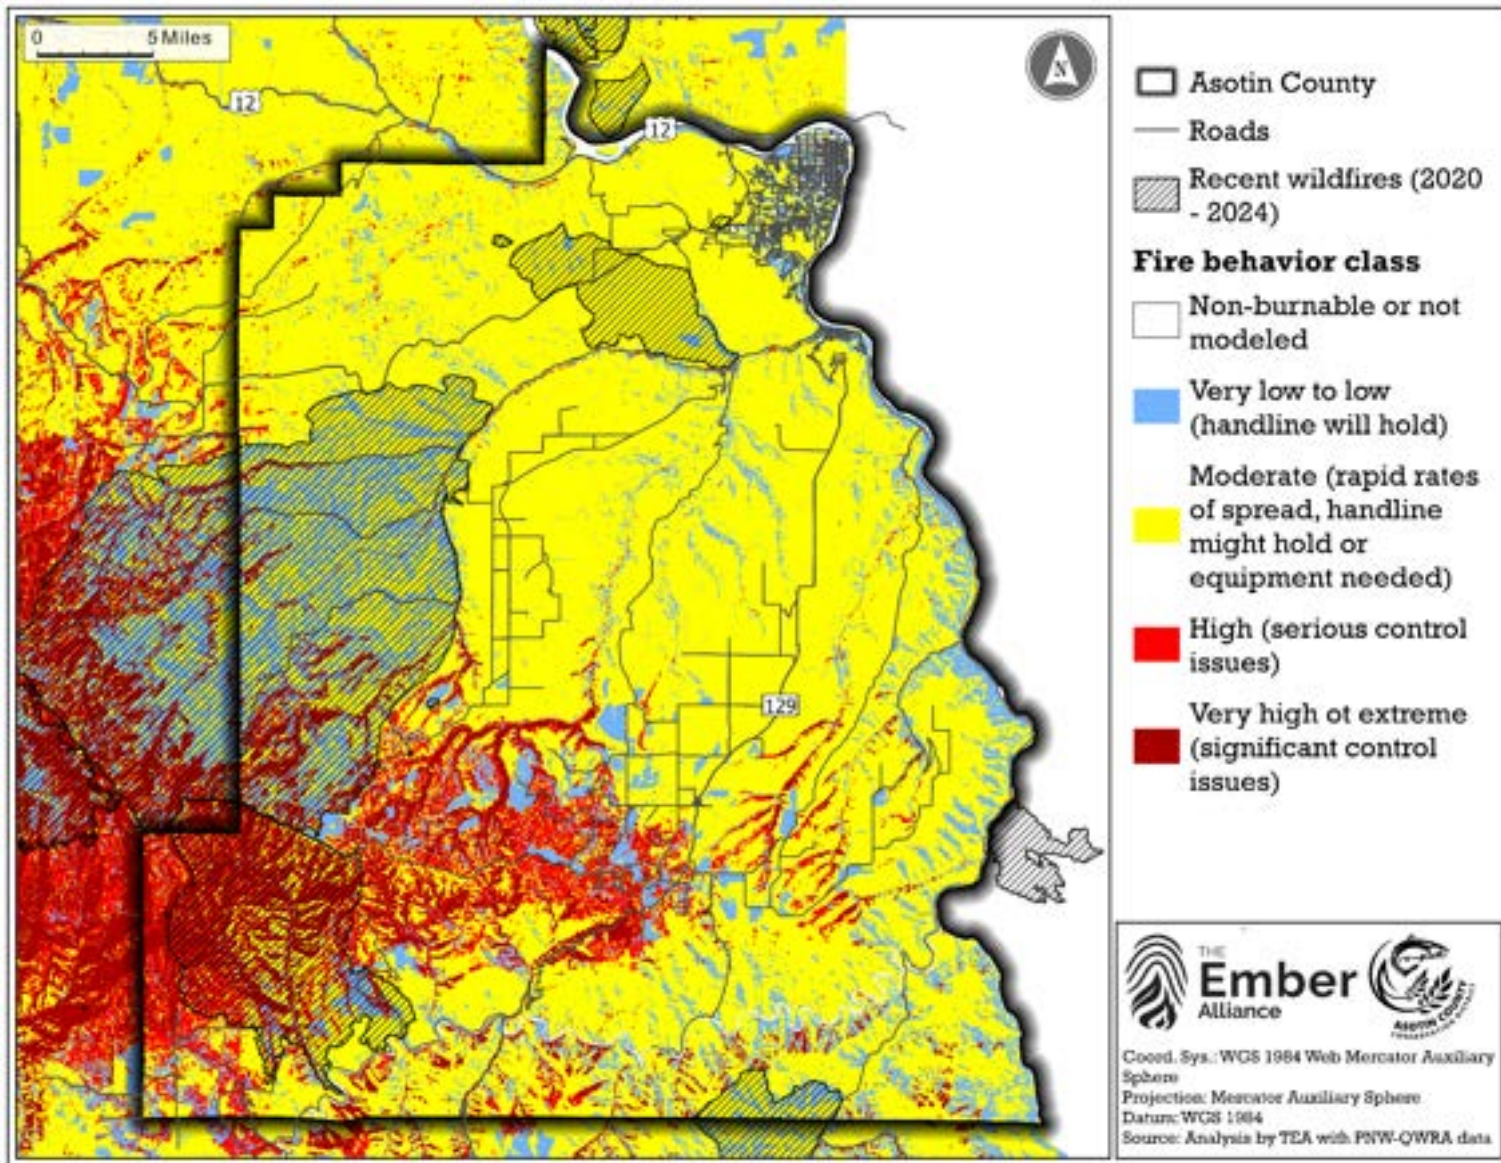 0 5 Miles
N
12
12
129
Asotin County
Roads
Recent wildfires (2020
- 2024)
Fire behavior class
Non-burnable or not
modeled
Very low to low
(handline will hold)
Moderate (rapid rates
of spread, handline
might hold or
equipment needed)
High (serious control
issues)
Very high ot extreme
(significant control
issues)
THE
Ember
Alliance
ASOTIN COUNTY
Coord. Sys.: WGS 1984 Web Mercator Auxiliary
Sphere
Projection: Mercator Auxiliary Sphere
Datum: WGS 1984
Source: Analysis by TEA with PNW-QWRA data